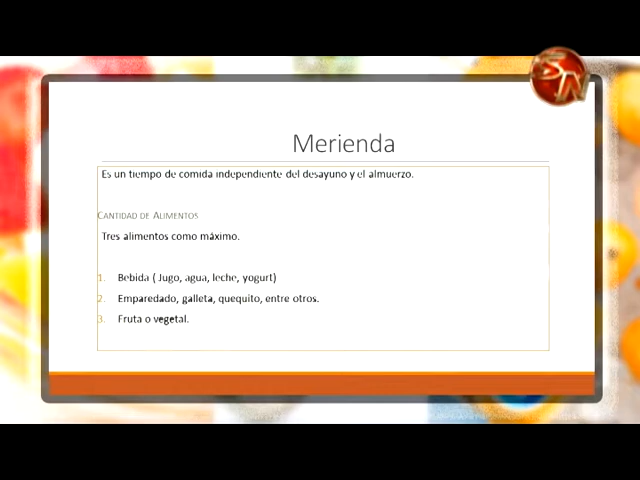 SN
Merienda
Es un tiempo de comida independiente del desayuno y el almuerzo.
CANTIDAD DE ALIMENTOS
Tres alimentos como máximo.
1. Bebida ( Jugo, agua, leche, yogurt)
2. Emparedado, galleta, quequito, entre otros.
3. Fruta o vegetal.